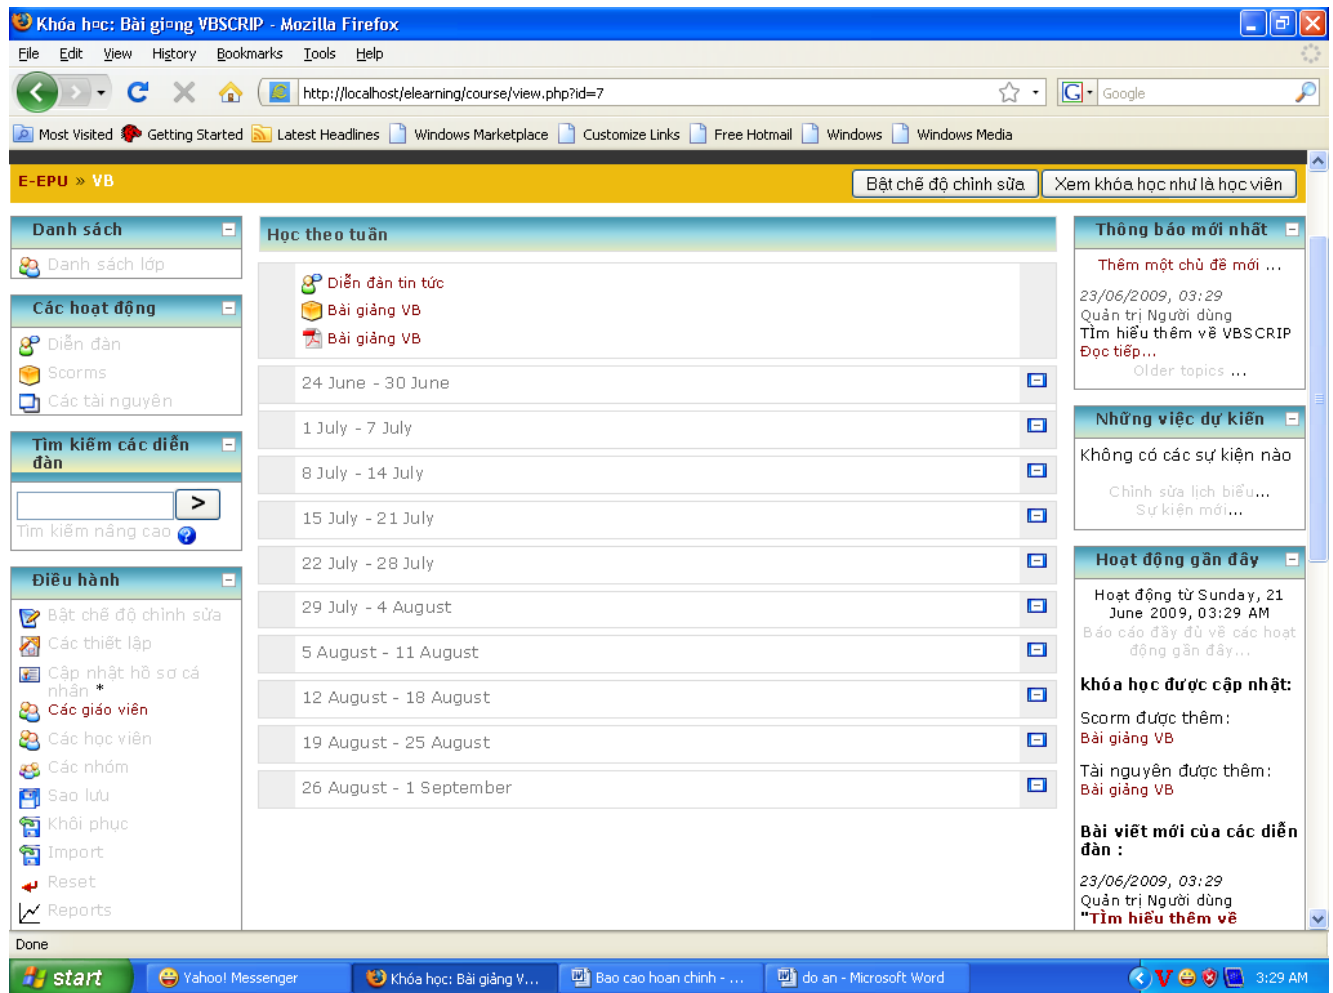 Khóa h¤c: Bài gi¤ng VBSCRIP - Mozilla Firefox
File Edit View History Bookmarks Tools Help
http://localhost/elearning/course/view.php?id=7
Google
Most Visited Getting Started Latest Headlines Windows Marketplace Customize Links Free Hotmail Windows Windows Media
E-EPU » VB
Bật chế độ chỉnh sửa
Xem khóa học như là học viên
Danh sách
Danh sách lớp
Các hoạt động
Diễn đàn
Scorms
Các tài nguyên
Tìm kiếm các diễn
đàn
>
Tìm kiếm nâng cao ?
Điều hành
Bật chế độ chỉnh sửa
Các thiết lập
Cập nhật hồ sơ cá
nhân *
Các giáo viên
Các học viên
Các nhóm
Sao lưu
Khôi phục
Import
Reset
Reports
Học theo tuần
Diễn đàn tin tức
Bài giảng VB
Bài giảng VB
24 June - 30 June
1 July - 7 July
8 July - 14 July
15 July - 21 July
22 July - 28 July
29 July - 4 August
5 August - 11 August
12 August - 18 August
19 August - 25 August
26 August - 1 September
Thông báo mới nhất
Thêm một chủ đề mới ...
23/06/2009, 03:29
Quản trị Người dùng
TÌm hiểu thêm về VBSCRIP
Đọc tiếp...
Older topics ...
Những việc dự kiến
Không có các sự kiện nào
Chỉnh sửa lịch biểu...
Sự kiện mới...
Hoạt động gần đây
Hoạt động từ Sunday, 21
June 2009, 03:29 AM
Báo cáo đầy đủ về các hoạt
động gần đây...
khóa học được cập nhật:
Scorm được thêm:
Bài giảng VB
Tài nguyên được thêm:
Bài giảng VB
Bài viết mới của các diễn
đàn :
23/06/2009, 03:29
Quản trị Người dùng
"TÌm hiểu thêm về
Done
start
Yahoo! Messenger
Khóa học: Bài giảng V...
Bao cao hoan chinh - ...
do an - Microsoft Word
3:29 AM